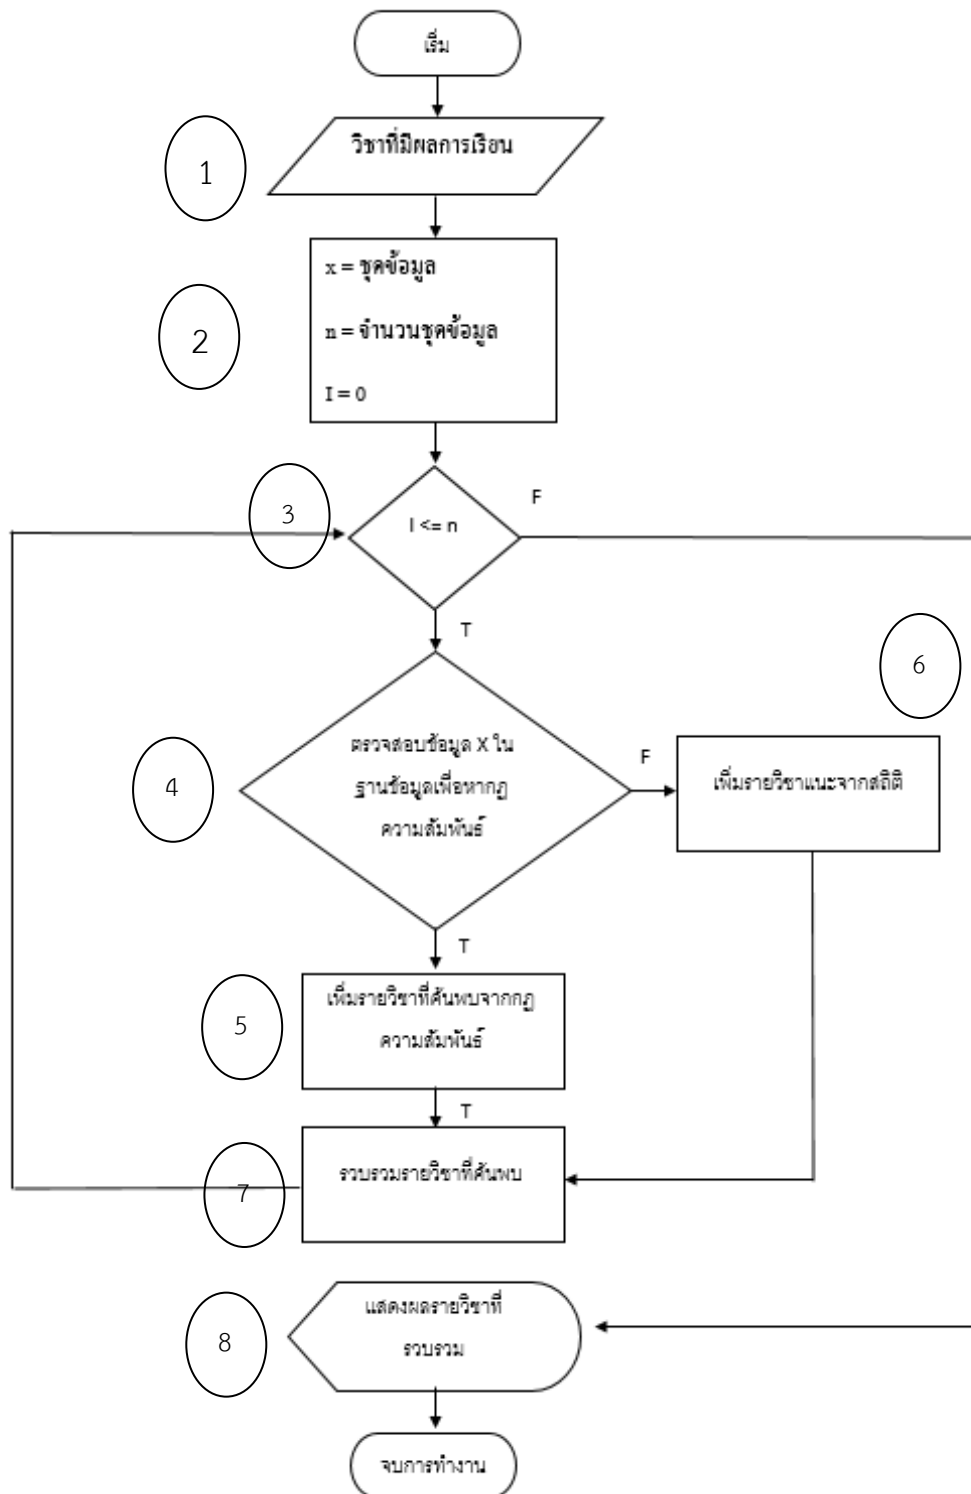 เริ่ม
วิชาที่มีผลการเรียน
1
x = ชุดข้อมูล
n = จำนวนชุดข้อมูล
I = 0
2
3
I <= n
F
T
6
ตรวจสอบข้อมูล X ใน
ฐานข้อมูลเพื่อหากฎ
ความสัมพันธ์
4
F
เพิ่มรายวิชาแนะจากสถิติ
T
เพิ่มรายวิชาที่ค้นพบจากกฎ
ความสัมพันธ์
5
T
รวบรวมรายวิชาที่ค้นพบ
7
แสดงผลรายวิชาที่
รวบรวม
8
จบการทำงาน